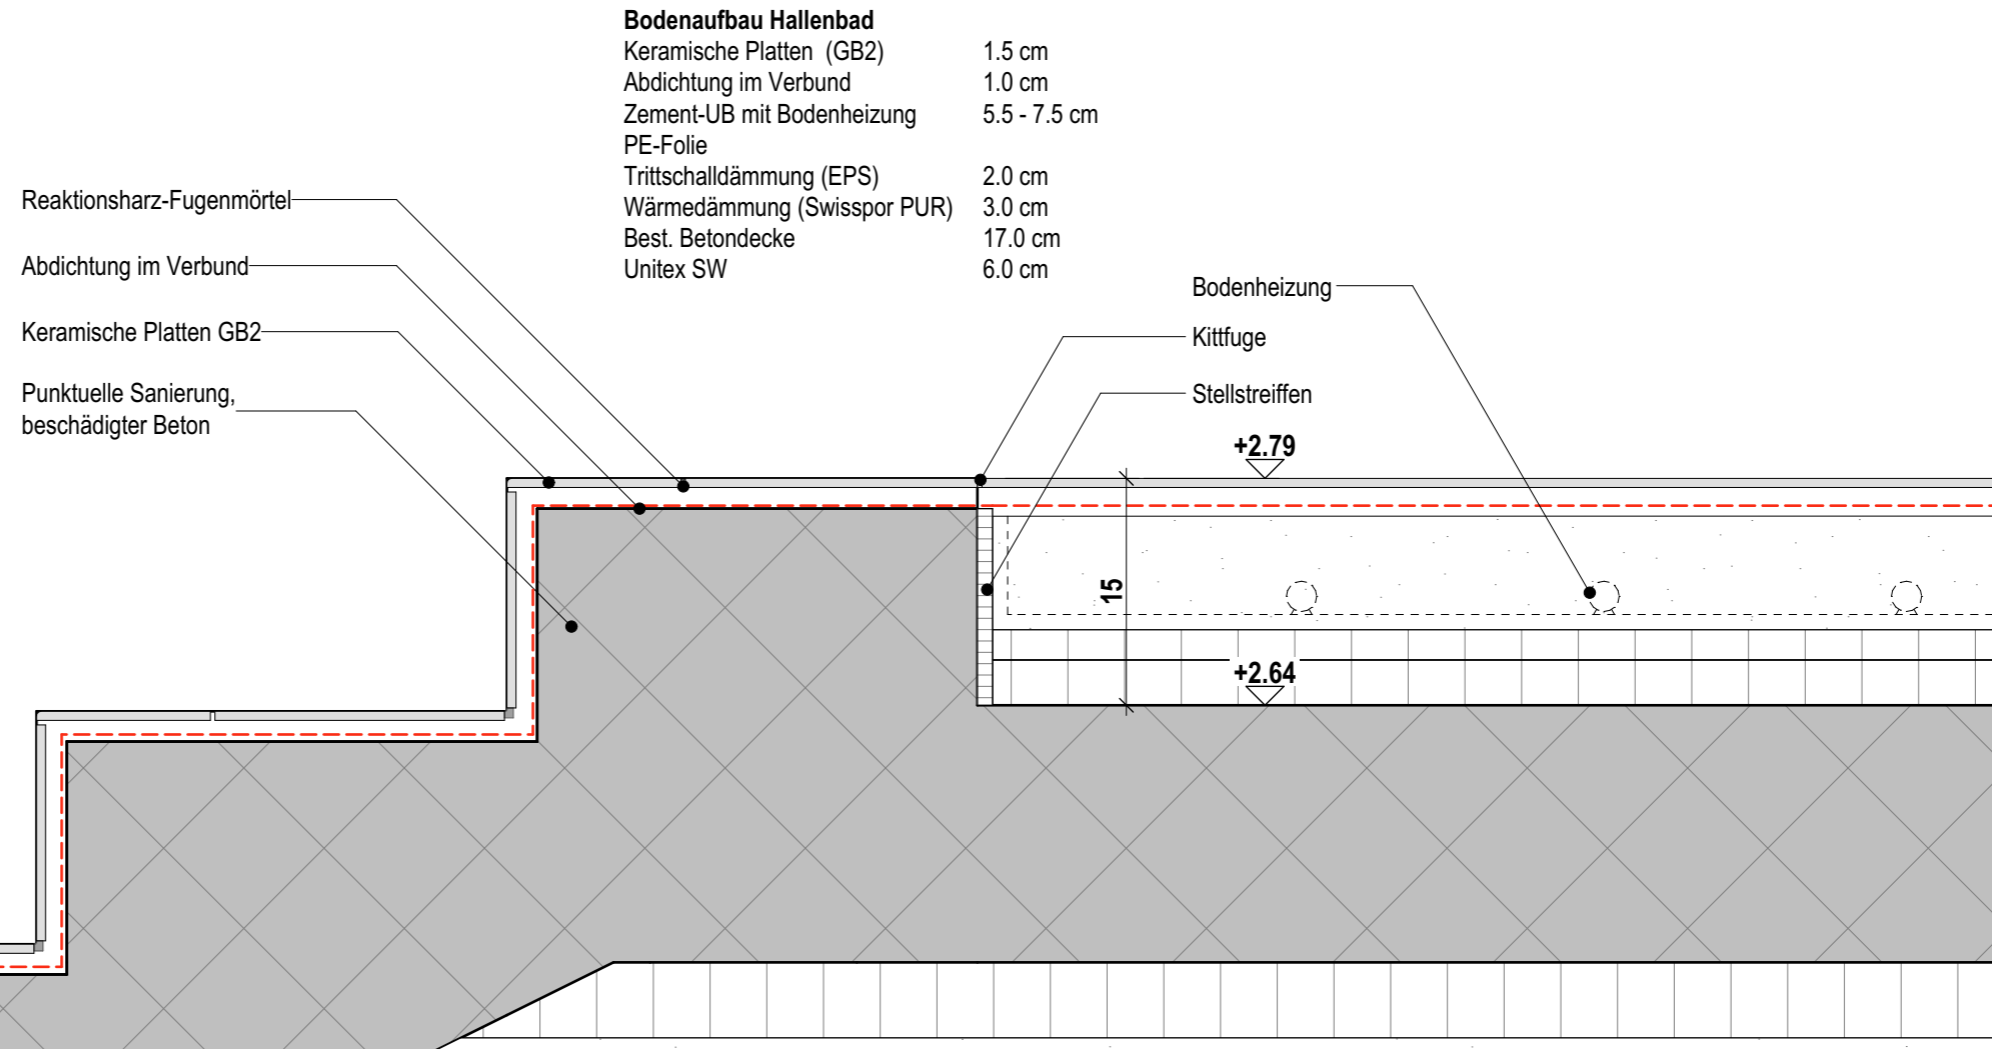 Bodenaufbau Hallenbad
Keramische Platten (GB2) 1.5 cm
Abdichtung im Verbund 1.0 cm
Zement-UB mit Bodenheizung 5.5 - 7.5 cm
PE-Folie
Trittschalldämmung (EPS) 2.0 cm
Wärmedämmung (Swisspor PUR) 3.0 cm
Best. Betondecke 17.0 cm
Unitex SW 6.0 cm
Reaktionsharz-Fugenmörtel
Abdichtung im Verbund
Keramische Platten GB2
Punktuelle Sanierung,
beschädigter Beton
Bodenheizung
Kittfuge
Stellstreiffen
+2.79
15
+2.64